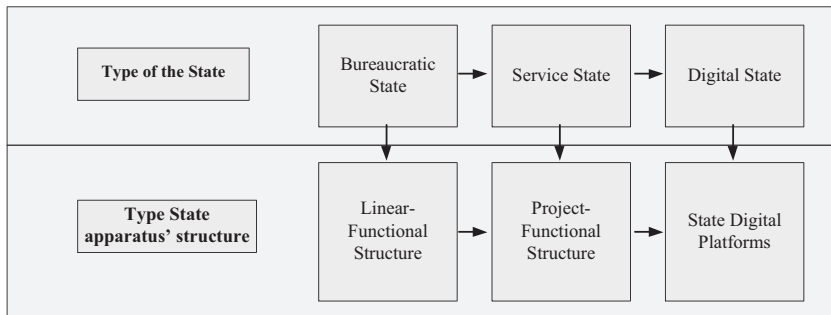 Type of the State
Bureaucratic
State
Service State
Digital State
Type State
apparatus’ structure
Linear-
Functional
Structure
Project-
Functional
Structure
State Digital
Platforms